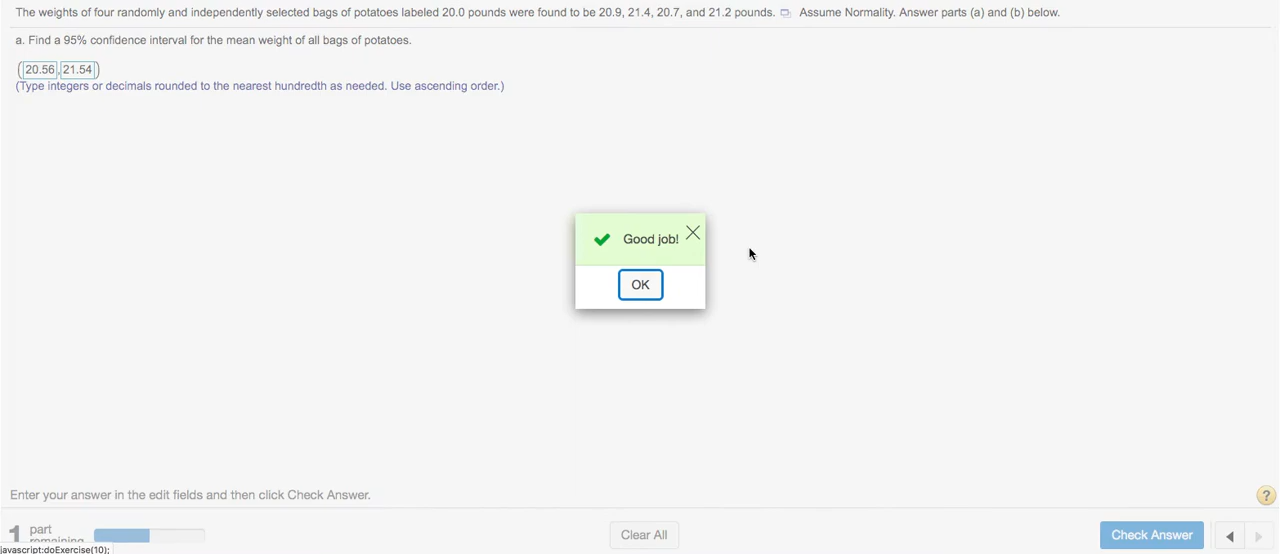 The weights of four randomly and independently selected bags of potatoes labeled 20.0 pounds were found to be 20.9, 21.4, 20.7, and 21.2 pounds. Assume Normality. Answer parts (a) and (b) below.
a. Find a 95% confidence interval for the mean weight of all bags of potatoes.
(20.56,21.54)
(Type integers or decimals rounded to the nearest hundredth as needed. Use ascending order.)
Good job!
OK
Enter your answer in the edit fields and then click Check Answer.
?
1 part
remaining
Clear All
Check Answer
javascript:doExercise(10);